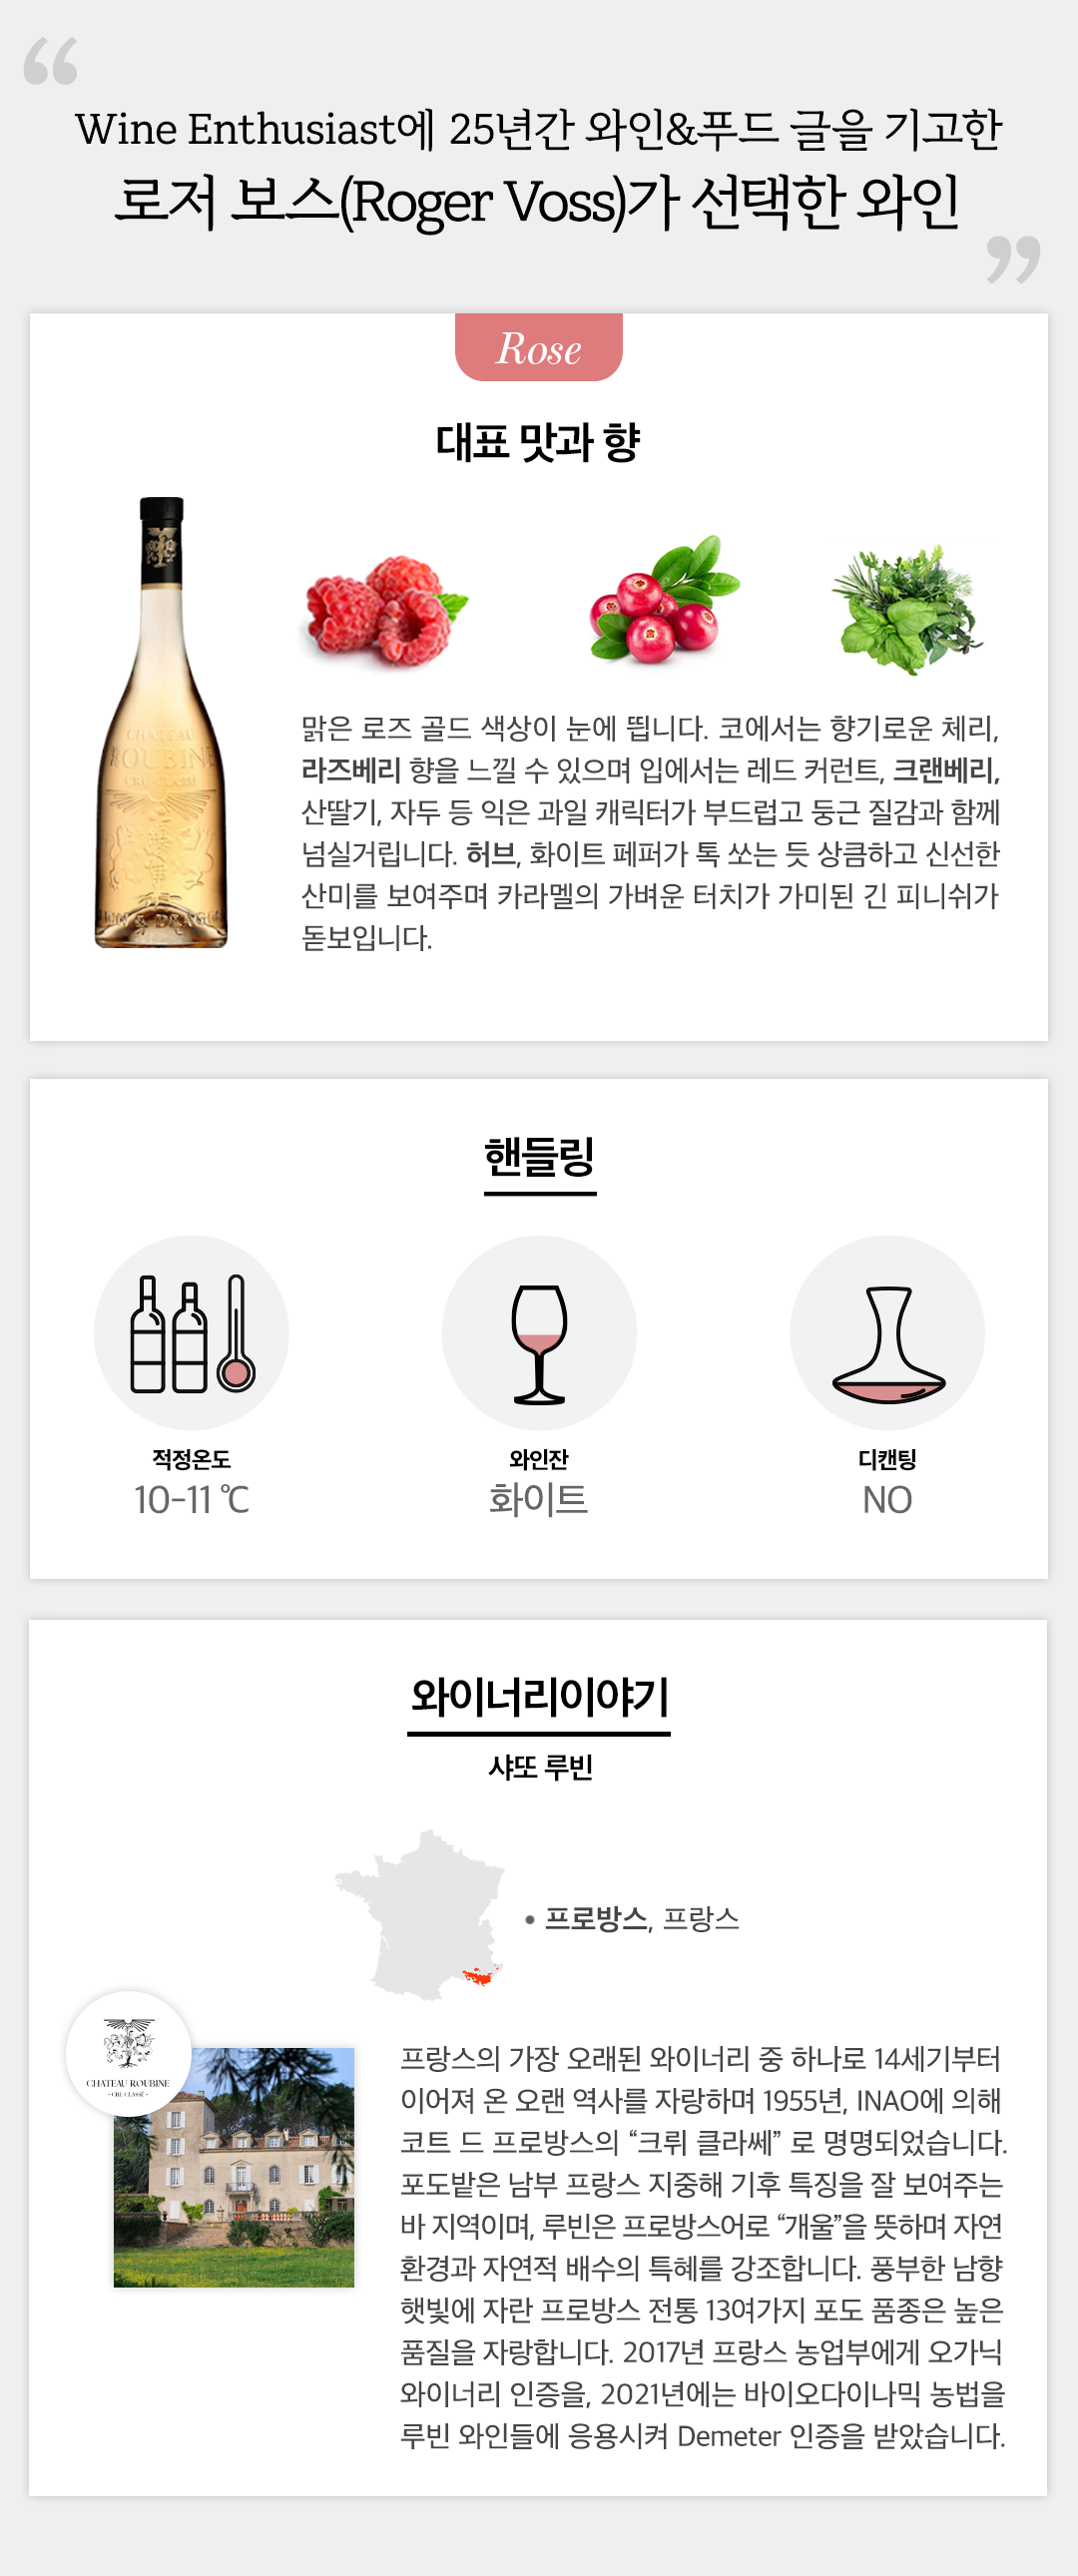 “
Wine Enthusiast에 25년간 와인&푸드 글을 기고한
로저 보스(Roger Voss)가 선택한 와인
”
Rose
대표 맛과 향
CHATEAU
ROUBINE
CRU CLASSÉ
맑은 로즈 골드 색상이 눈에 띕니다. 코에서는 향기로운 체리,
라즈베리 향을 느낄 수 있으며 입에서는 레드 커런트, 크랜베리,
산딸기, 자두 등 익은 과일 캐릭터가 부드럽고 둥근 질감과 함께
넘실거립니다. 허브, 화이트 페퍼가 톡 쏘는 듯 상큼하고 신선한
산미를 보여주며 카라멜의 가벼운 터치가 가미된 긴 피니쉬가
돋보입니다.
핸들링
적정온도
10-11 ℃
와인잔
화이트
디캔팅
NO
와이너리이야기
샤또 루빈
• 프로방스, 프랑스
CHATEAU ROUBINE
- CRU CLASSÉ -
프랑스의 가장 오래된 와이너리 중 하나로 14세기부터
이어져 온 오랜 역사를 자랑하며 1955년, INAO에 의해
코트 드 프로방스의 “크뤼 클라쎄” 로 명명되었습니다.
포도밭은 남부 프랑스 지중해 기후 특징을 잘 보여주는
바 지역이며, 루빈은 프로방스어로 “개울”을 뜻하며 자연
환경과 자연적 배수의 특혜를 강조합니다. 풍부한 남향
햇빛에 자란 프로방스 전통 13여가지 포도 품종은 높은
품질을 자랑합니다. 2017년 프랑스 농업부에게 오가닉
와이너리 인증을, 2021년에는 바이오다이나믹 농법을
루빈 와인들에 응용시켜 Demeter 인증을 받았습니다.